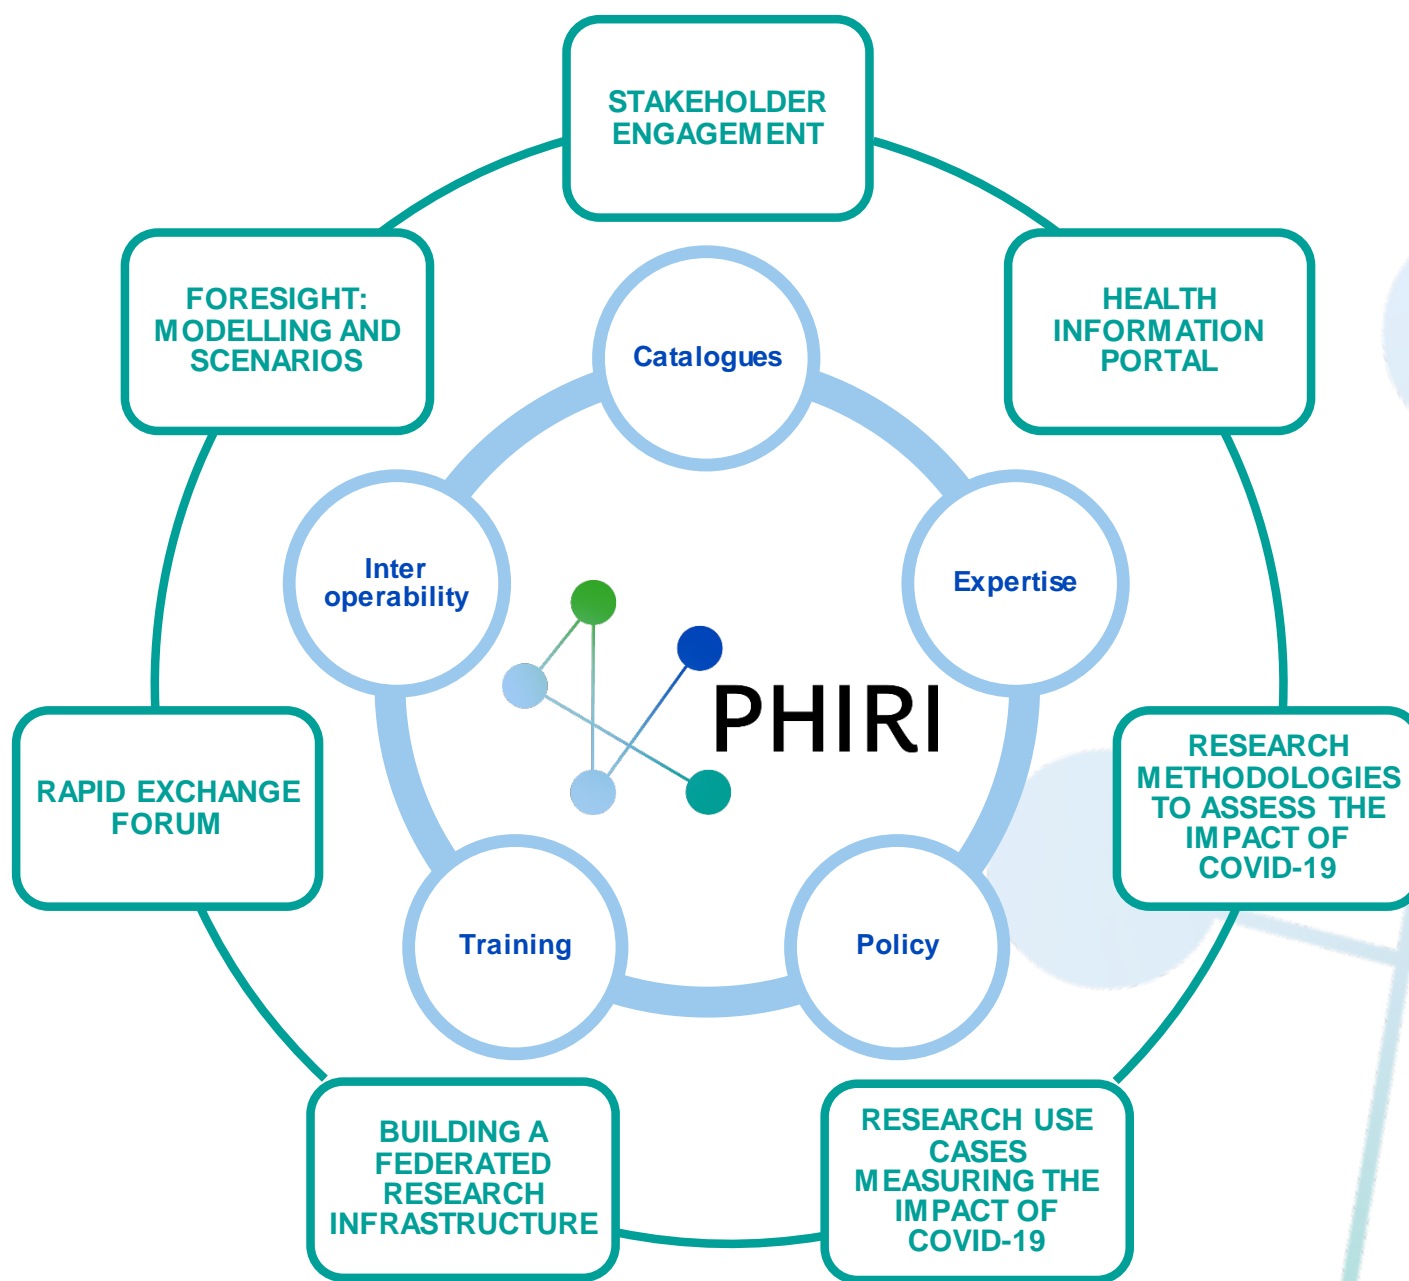 STAKEHOLDER
ENGAGEMENT
FORESIGHT:
MODELLING AND
SCENARIOS
HEALTH
INFORMATION
PORTAL
Catalogues
Inter
operability
Expertise
PHIRI
RAPID EXCHANGE
FORUM
RESEARCH
METHODOLOGIES
TO ASSESS THE
IMPACT OF
COVID-19
Training
Policy
BUILDING A
FEDERATED
RESEARCH
INFRASTRUCTURE
RESEARCH USE
CASES
MEASURING THE
IMPACT OF
COVID-19